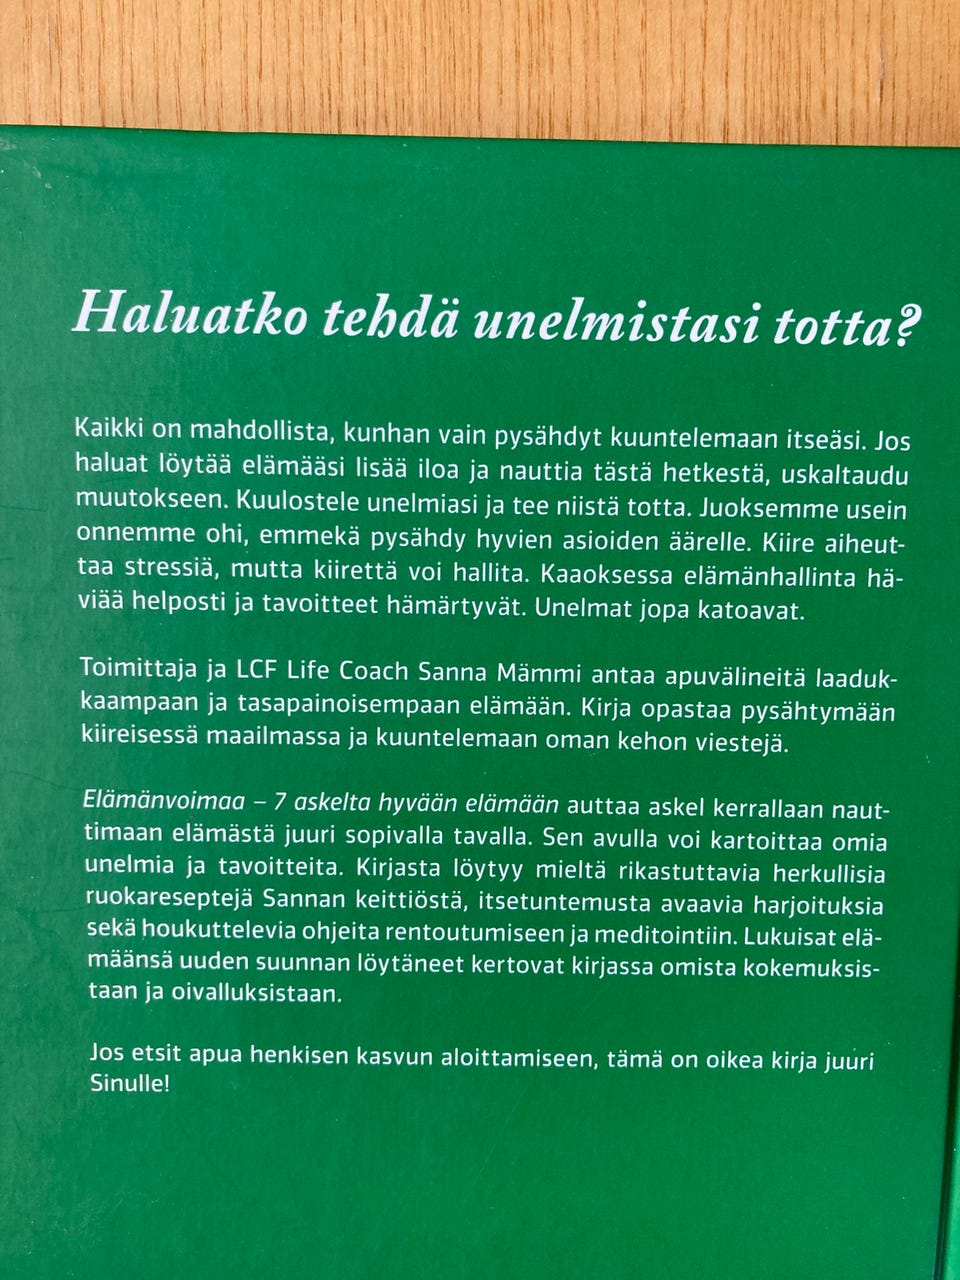 Haluatko tehdä unelmistasi totta?
Kaikki on mahdollista, kunhan vain pysähdyt kuuntelemaan itseäsi. Jos
haluat löytää elämääsi lisää iloa ja nauttia tästä hetkestä, uskaltaudu
muutokseen. Kuulostele unelmiasi ja tee niistä totta. Juoksemme usein
onnemme ohi, emmekä pysähdy hyvien asioiden äärelle. Kiire aiheut-
taa stressiä, mutta kiirettä voi hallita. Kaaoksessa elämänhallinta hä-
viää helposti ja tavoitteet hämärtyvät. Unelmat jopa katoavat.
Toimittaja ja LCF Life Coach Sanna Mämmi antaa apuvälineitä laaduk-
kaampaan ja tasapainoisempaan elämään. Kirja opastaa pysähtymään
kiireisessä maailmassa ja kuuntelemaan oman kehon viestejä.
Elämänvoimaa – 7 askelta hyvään elämään auttaa askel kerrallaan naut-
timaan elämästä juuri sopivalla tavalla. Sen avulla voi kartoittaa omia
unelmia ja tavoitteita. Kirjasta löytyy mieltä rikastuttavia herkullisia
ruokareseptejä Sannan keittiöstä, itsetuntemusta avaavia harjoituksia
sekä houkuttelevia ohjeita rentoutumiseen ja meditointiin. Lukuisat elä-
määnsä uuden suunnan löytäneet kertovat kirjassa omista kokemuksis-
taan ja oivalluksistaan.
Jos etsit apua henkisen kasvun aloittamiseen, tämä on oikea kirja juuri
Sinulle!